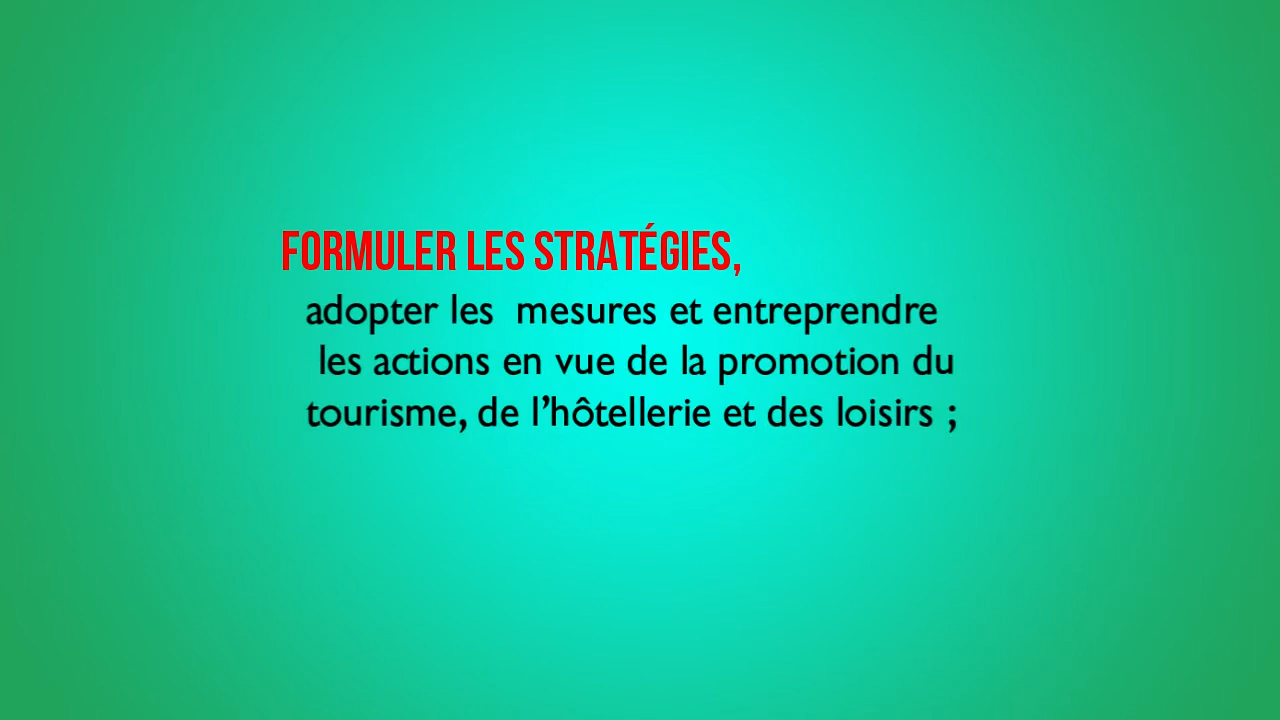 FORMULER LES STRATÉGIES,
adopter les mesures et entreprendre
les actions en vue de la promotion du
tourisme, de l’hôtellerie et des loisirs ;